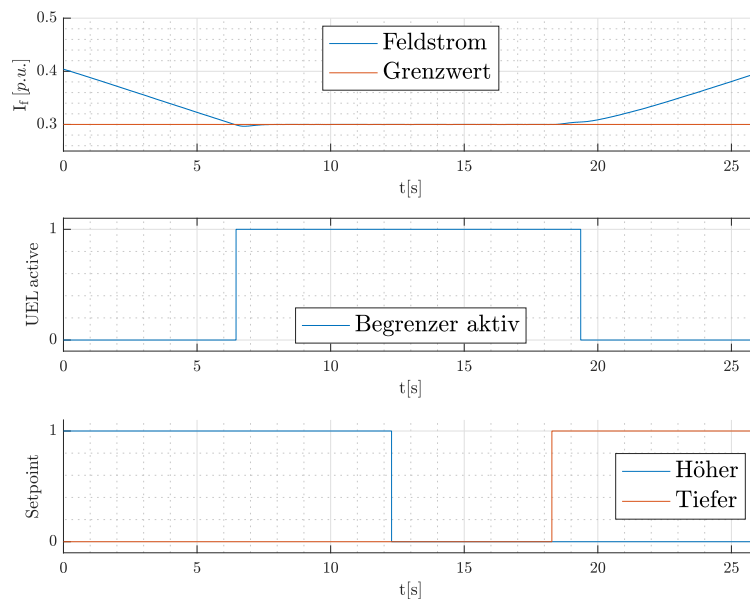 0.5
0.4
0.3
I_f [p.u.]
Feldstrom
Grenzwert
0 5 10 15 20 25
t[s]
1
0
UEL active
Begrenzer aktiv
0 5 10 15 20 25
t[s]
1
0
Setpoint
Höher
Tiefer
0 5 10 15 20 25
t[s]